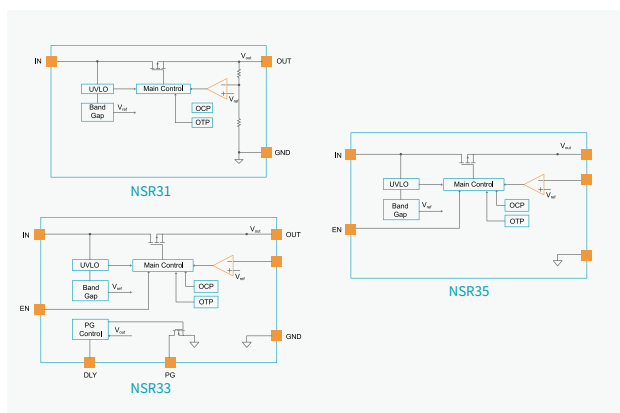 IN
Vout
OUT
UVLO
Main Control
Vref
Band
Gap
Vref
OCP
OTP
GND
NSR31
IN
Vout
OUT
UVLO
Main Control
Vref
Band
Gap
Vref
OCP
OTP
EN
PG
Control
Vout
GND
DLY
PG
NSR33
IN
Vout
UVLO
Main Control
Vref
Band
Gap
Vref
OCP
OTP
EN
NSR35